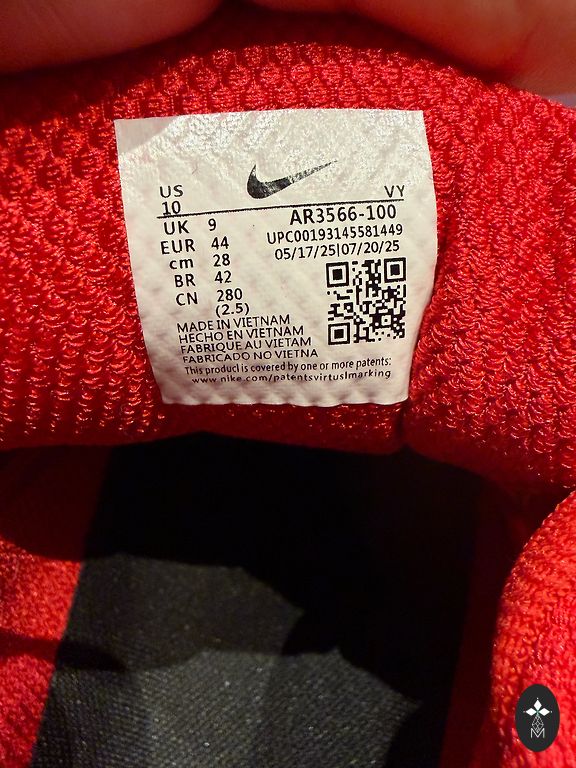 US 10 VY
UK 9 AR3566-100
EUR 44 UPC00193145581449
cm 28 05/17/25|07/20/25
BR 42
CN 280
(2.5)
MADE IN VIETNAM
HECHO EN VIETNAM
FABRIQUE AU VIETAM
FABRICADO NO VIETNA
This producl is covered by one or more patents:
www.nike.com/patentsvirtuslmarking
M